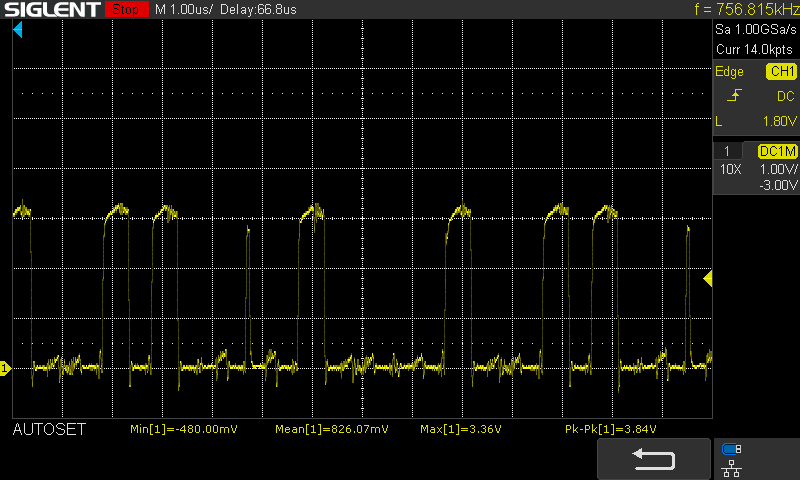 SIGLENT Stop M 1.00us/ Delay:66.8us f = 756.815kHz
Sa 1.00GSa/s
Curr 14.0kpts
Edge CH1
DC
L 1.80V
1 DC1M
10X 1.00V/
-3.00V
1
AUTOSET Min[1]=-480.00mV Mean[1]=826.07mV Max[1]=3.36V Pk-Pk[1]=3.84V